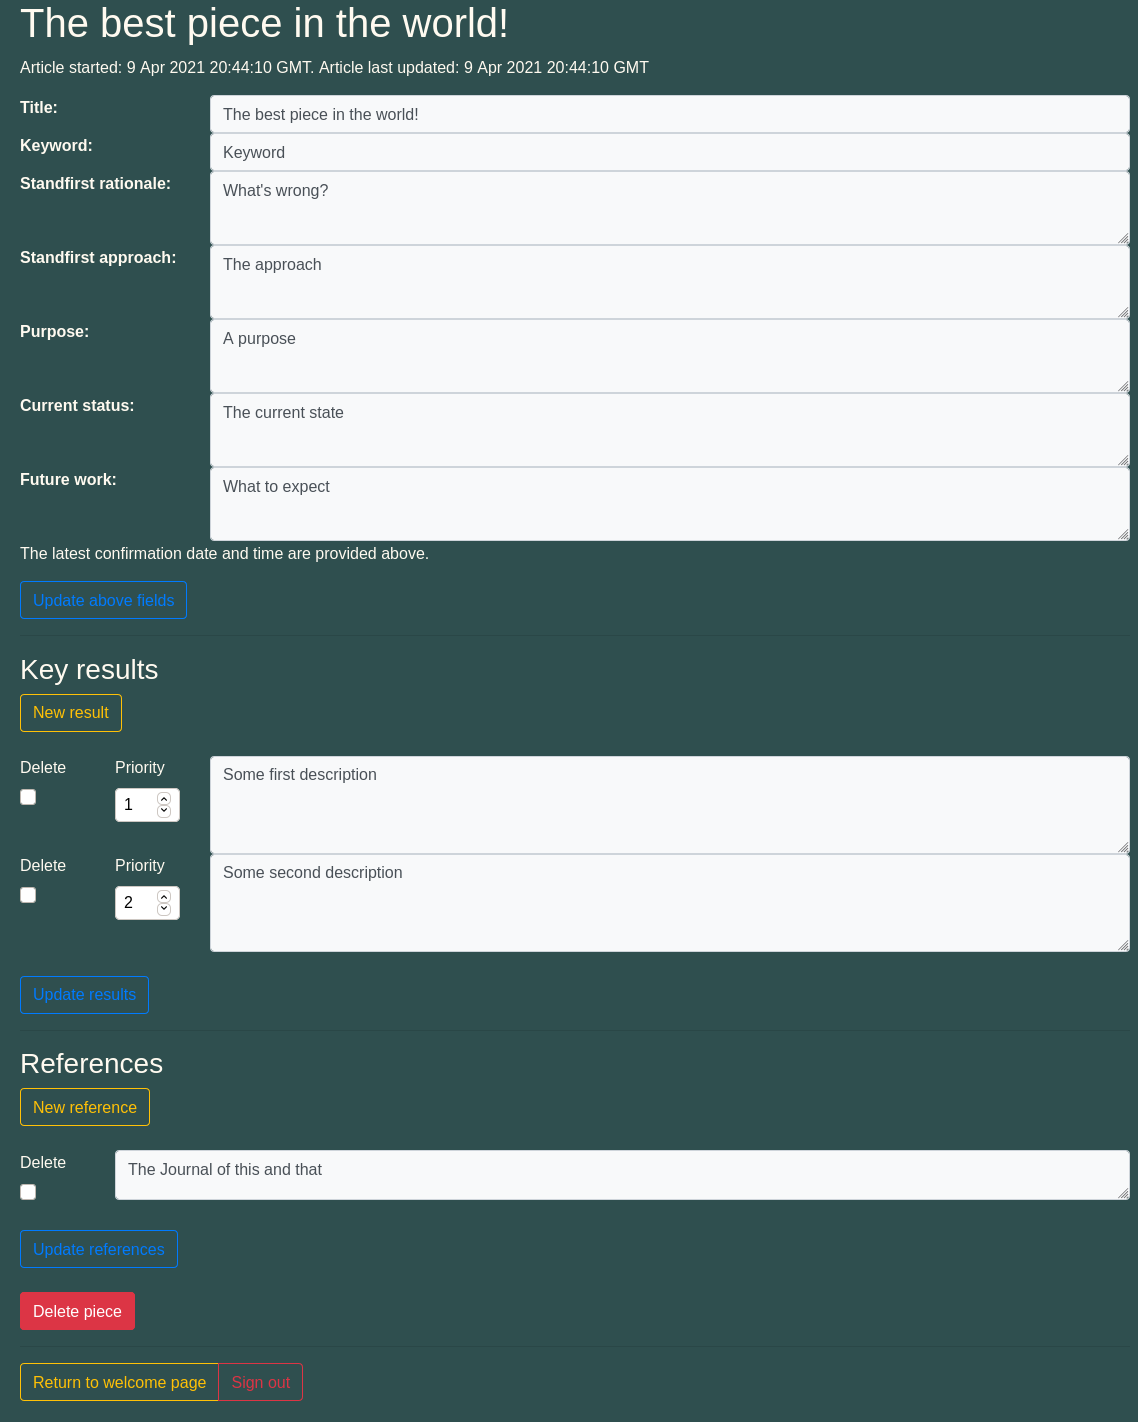 The best piece in the world!
Article started: 9 Apr 2021 20:44:10 GMT. Article last updated: 9 Apr 2021 20:44:10 GMT
Title: The best piece in the world!
Keyword: Keyword
Standfirst rationale: What's wrong?
Standfirst approach: The approach
Purpose: A purpose
Current status: The current state
Future work: What to expect
The latest confirmation date and time are provided above.
Update above fields
Key results
New result
Delete Priority Some first description
1
Delete Priority Some second description
2
Update results
References
New reference
Delete The Journal of this and that
Update references
Delete piece
Return to welcome page Sign out